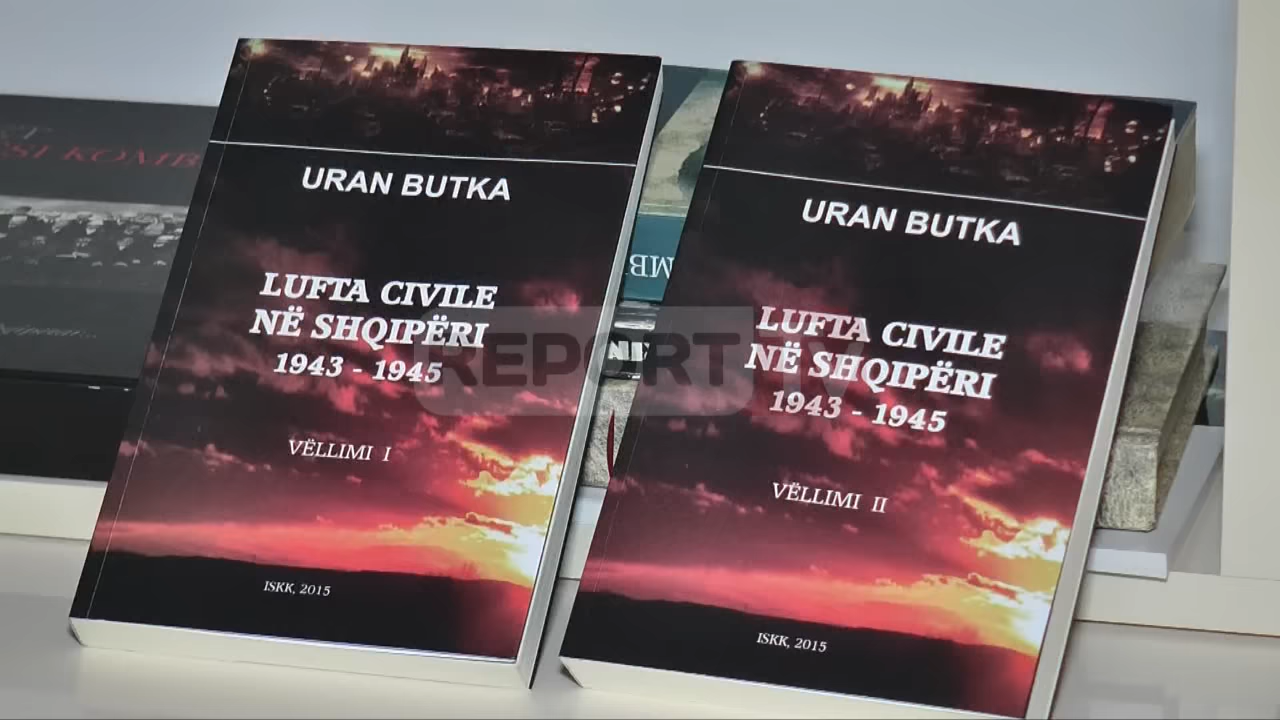 URAN BUTKA
LUFTA CIVILE
NË SHQIPËRI
1943 - 1945
VËLLIMI I
ISKK, 2015
URAN BUTKA
LUFTA CIVILE
NË SHQIPËRI
1943 - 1945
VËLLIMI II
ISKK, 2015
REPORT TV